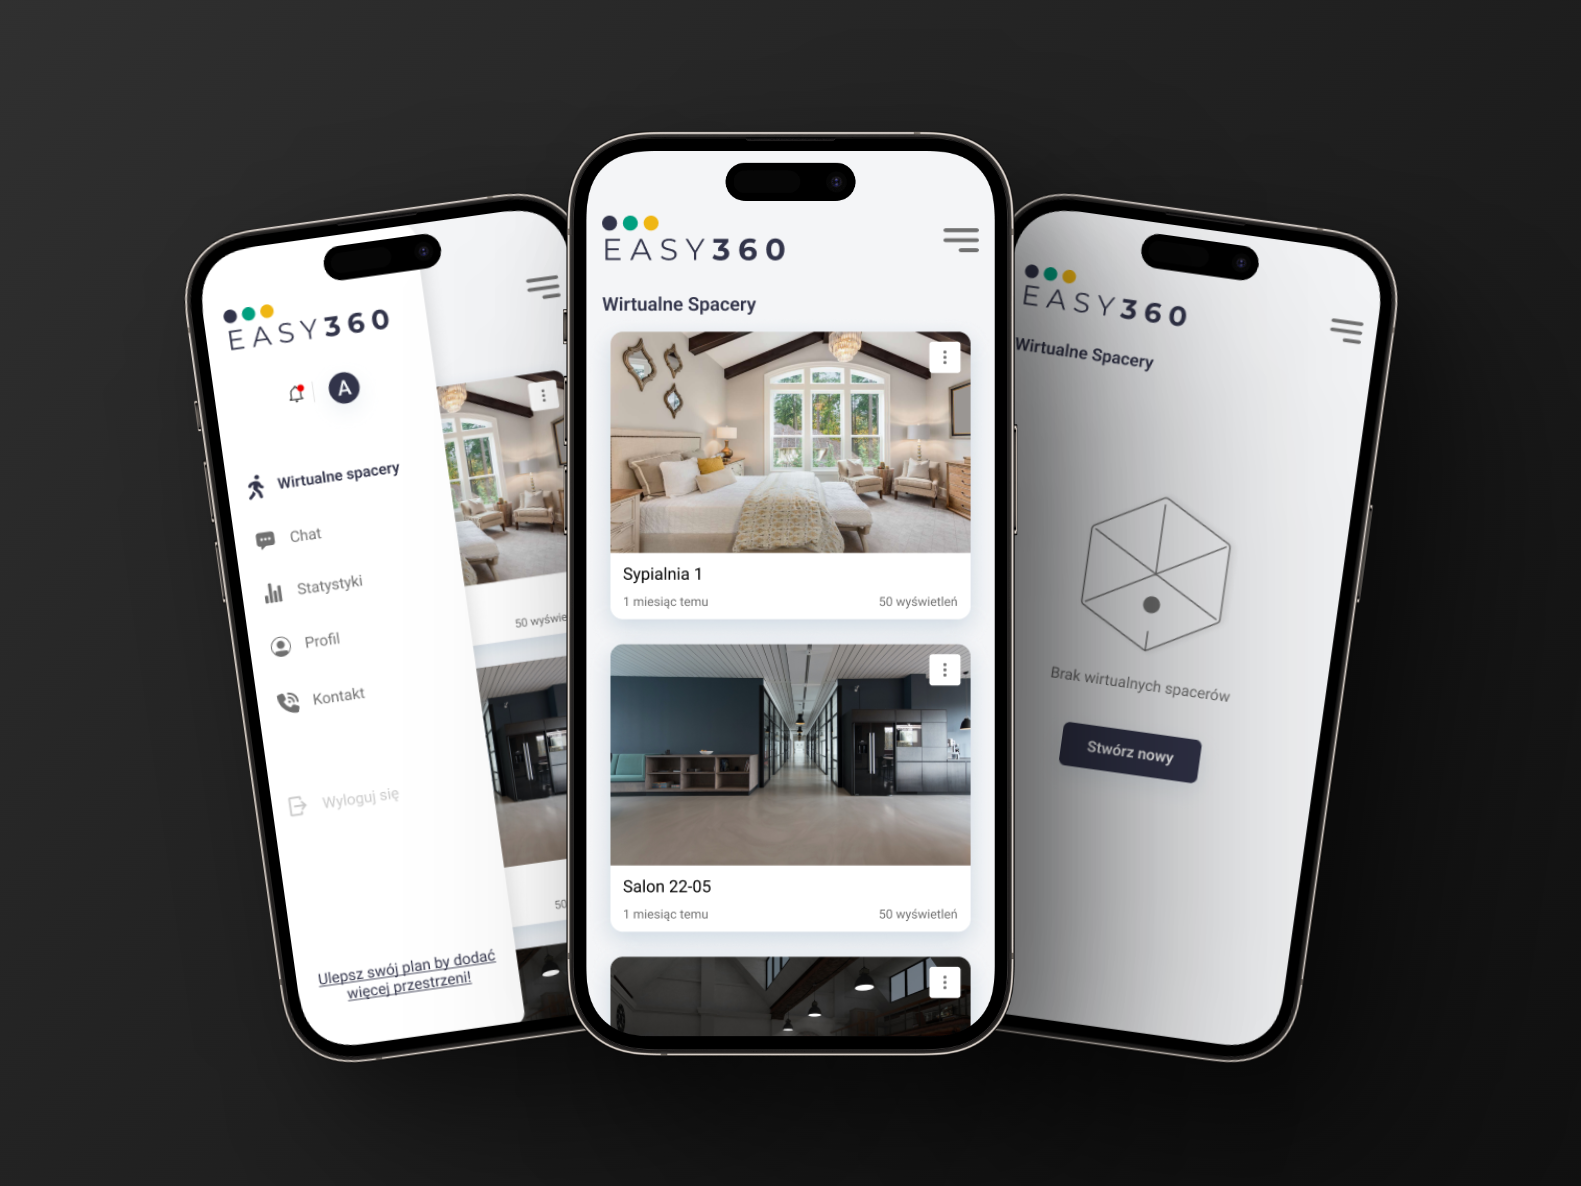 EASY360
A
Wirtualne spacery
Chat
Statystyki
Profil
Kontakt
Wyloguj się
Ulepsz swój plan by dodać
więcej przestrzeni!
50 wyświe
50
EASY360
Wirtualne Spacery
Sypialnia 1
1 miesiąc temu 50 wyświetleń
Salon 22-05
1 miesiąc temu 50 wyświetleń
EASY360
Wirtualne Spacery
Brak wirtualnych spacerów
Stwórz nowy